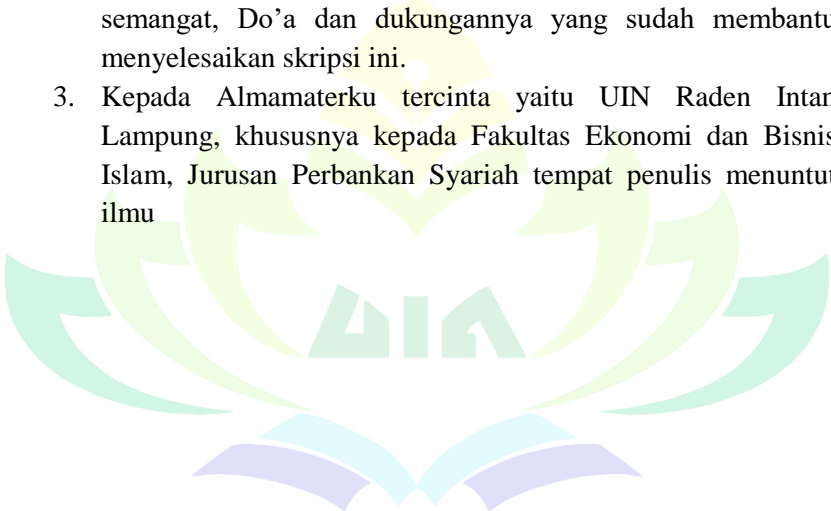 semangat, Do'a dan dukungannya yang sudah membantu
menyelesaikan skripsi ini.
3. Kepada Almamaterku tercinta yaitu UIN Raden Intan
Lampung, khususnya kepada Fakultas Ekonomi dan Bisnis
Islam, Jurusan Perbankan Syariah tempat penulis menuntut
ilmu
UIN